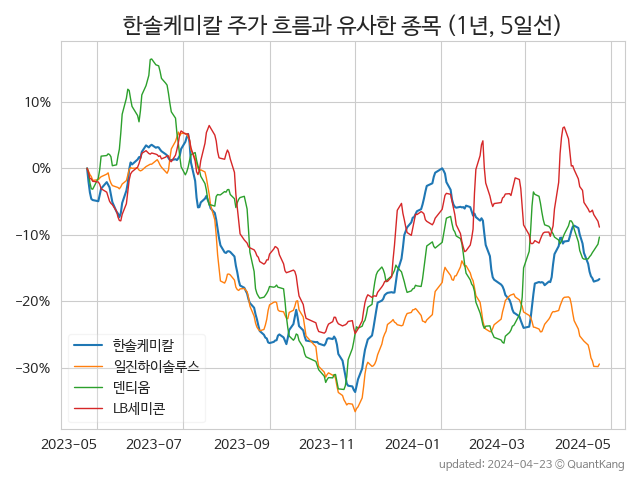 한솔케미칼 주가 흐름과 유사한 종목 (1년, 5일선)
10%
0%
−10%
−20%
−30%
한솔케미칼
일진하이솔루스
덴티움
LB세미콘
2023-05 2023-07 2023-09 2023-11 2024-01 2024-03 2024-05
updated: 2024-04-23 ⓒ QuantKang